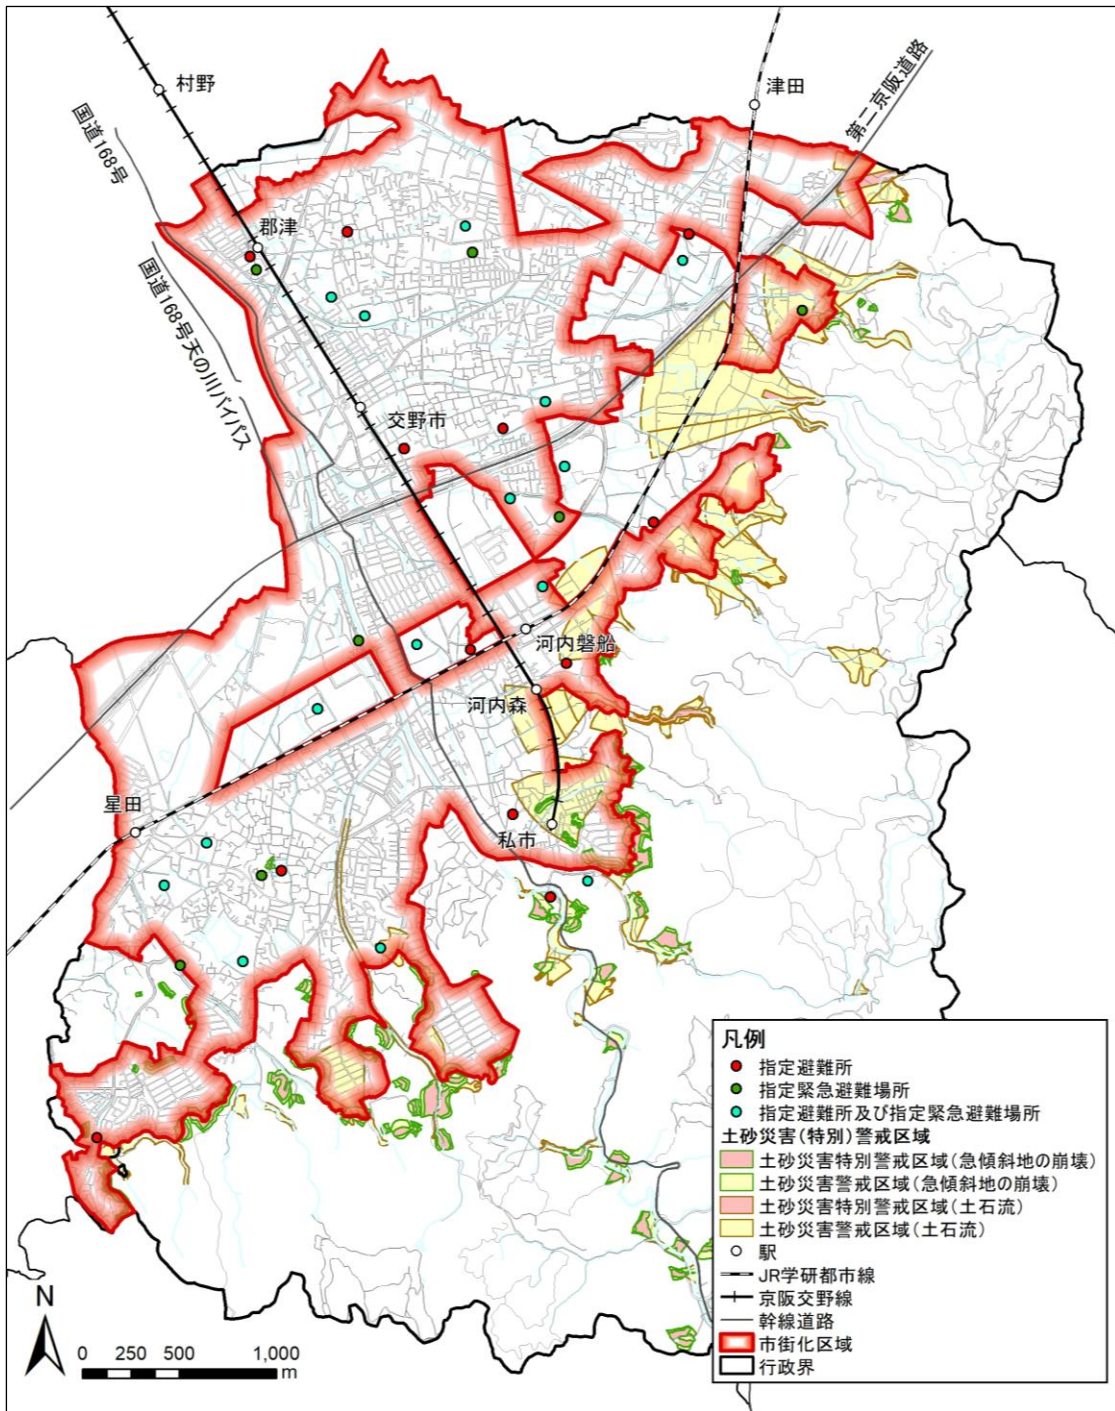 村野
津田
第二京阪道路
国道168号
郡津
国道168号天の川バイパス
交野市
河内磐船
河内森
星田
私市
凡例
指定避難所
指定緊急避難場所
指定避難所及び指定緊急避難場所
土砂災害(特別)警戒区域
土砂災害特別警戒区域(急傾斜地の崩壊)
土砂災害警戒区域(急傾斜地の崩壊)
土砂災害特別警戒区域(土石流)
土砂災害警戒区域(土石流)
駅
JR学研都市線
京阪交野線
幹線道路
市街化区域
行政界
N
0 250 500 1,000
m